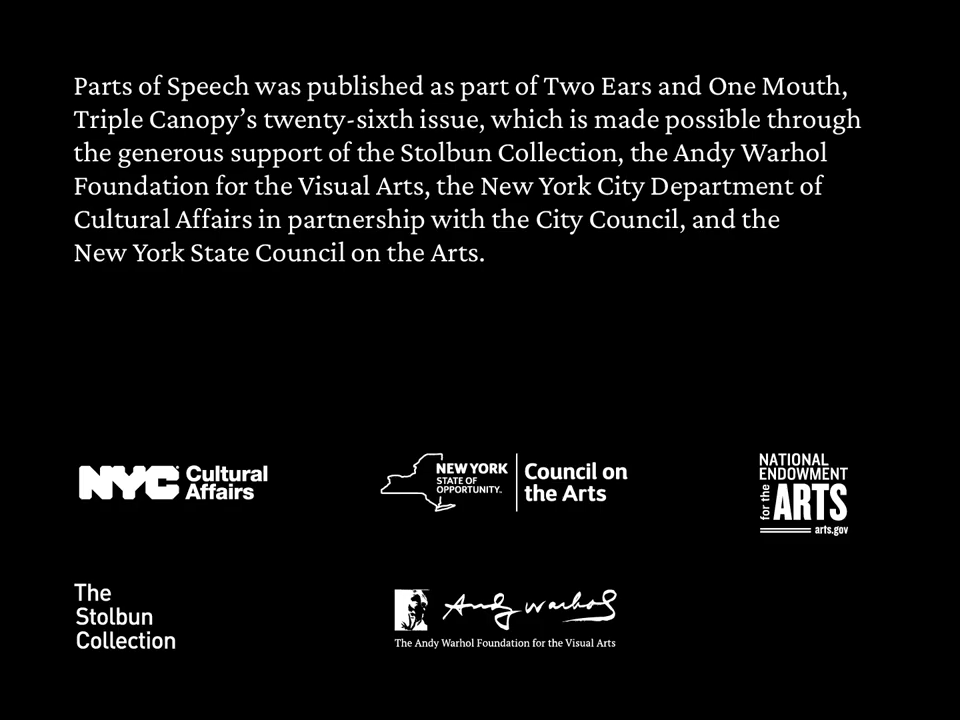 Parts of Speech was published as part of Two Ears and One Mouth,
Triple Canopy’s twenty-sixth issue, which is made possible through
the generous support of the Stolbun Collection, the Andy Warhol
Foundation for the Visual Arts, the New York City Department of
Cultural Affairs in partnership with the City Council, and the
New York State Council on the Arts.
NYC Cultural
Affairs
NEW YORK
STATE OF
OPPORTUNITY.
Council on
the Arts
NATIONAL
ENDOWMENT
for the ARTS
arts.gov
The
Stolbun
Collection
Andy Warhol
The Andy Warhol Foundation for the Visual Arts